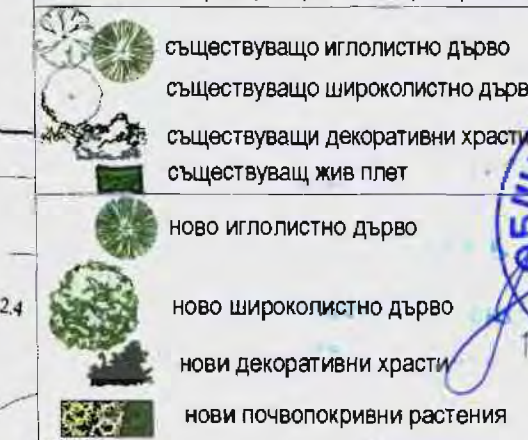 съществуващо иглолистно дърво
съществуващо широколистно дърв
съществуващи декоративни храсти
съществуващ жив плет
ново иглолистно дърво
2.4
ново широколистно дърво
нови декоративни храсти
нови почвопокривни растения